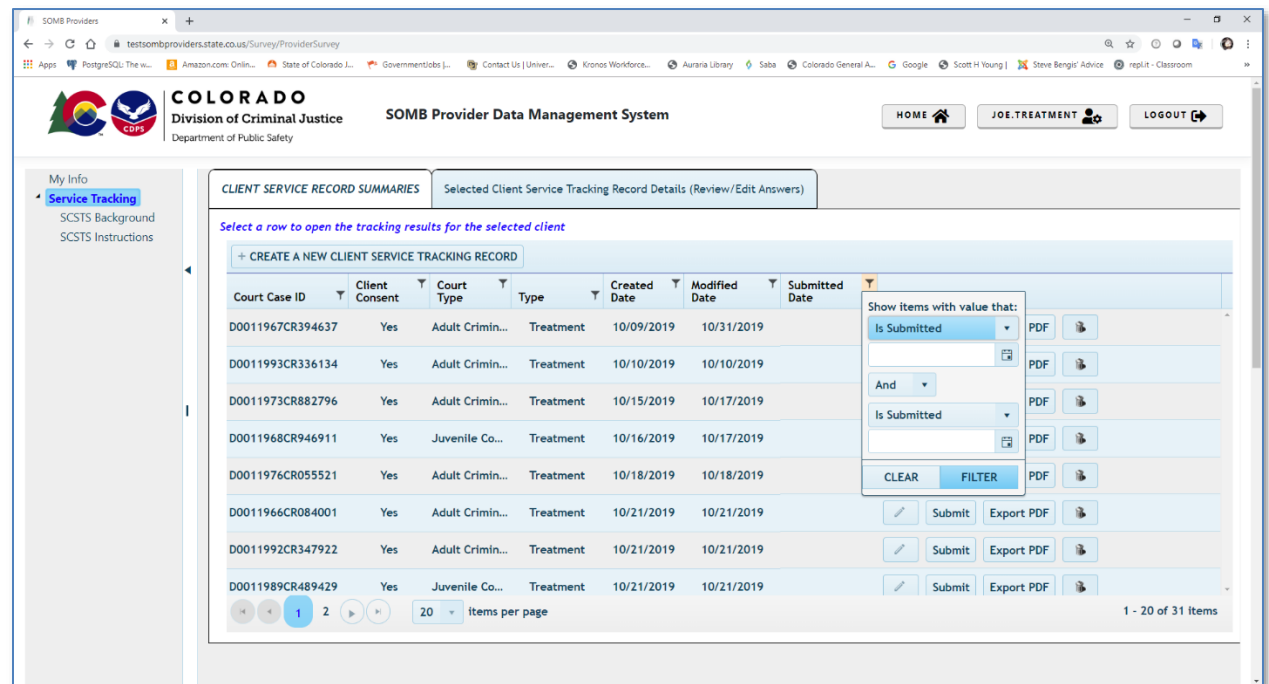 SOMB Providers
testsombproviders.state.co.us/Survey/ProviderSurvey
Apps PostgreSQL: The w... Amazon.com: Onlin... State of Colorado J... GovernmentJobs |... Contact Us | Univer... Kronos Workforce... Auraria Library Saba Colorado General A... Google Scott H Young | Steve Bengis' Advice repl.it - Classroom »
COLORADO
Division of Criminal Justice
Department of Public Safety
CDPS
SOMB Provider Data Management System
HOME JOE.TREATMENT LOGOUT
My Info
Service Tracking
SCSTS Background
SCSTS Instructions
CLIENT SERVICE RECORD SUMMARIES Selected Client Service Tracking Record Details (Review/Edit Answers)
Select a row to open the tracking results for the selected client
+ CREATE A NEW CLIENT SERVICE TRACKING RECORD
Court Case ID Client Consent Court Type Type Created Date Modified Date Submitted Date
D0011967CR394637 Yes Adult Crimin... Treatment 10/09/2019 10/31/2019 PDF
D0011993CR336134 Yes Adult Crimin... Treatment 10/10/2019 10/10/2019 PDF
D0011973CR882796 Yes Adult Crimin... Treatment 10/15/2019 10/17/2019 PDF
D0011968CR946911 Yes Juvenile Co... Treatment 10/16/2019 10/17/2019 PDF
D0011976CR055521 Yes Adult Crimin... Treatment 10/18/2019 10/18/2019 PDF
D0011966CR084001 Yes Adult Crimin... Treatment 10/21/2019 10/21/2019 Submit Export PDF
D0011992CR347922 Yes Adult Crimin... Treatment 10/21/2019 10/21/2019 Submit Export PDF
D0011989CR489429 Yes Juvenile Co... Treatment 10/21/2019 10/21/2019 Submit Export PDF
Show items with value that:
Is Submitted
And
Is Submitted
CLEAR FILTER
1 2 20 items per page 1 - 20 of 31 items